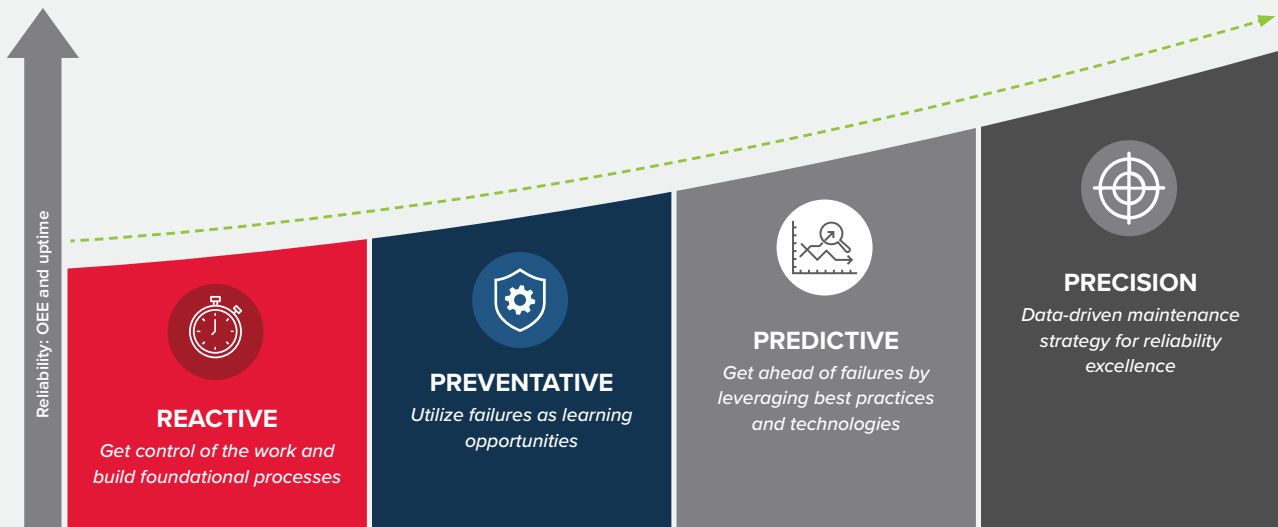 Reliability: OEE and uptime
REACTIVE
Get control of the work and
build foundational processes
PREVENTATIVE
Utilize failures as learning
opportunities
PREDICTIVE
Get ahead of failures by
leveraging best practices
and technologies
PRECISION
Data-driven maintenance
strategy for reliability
excellence